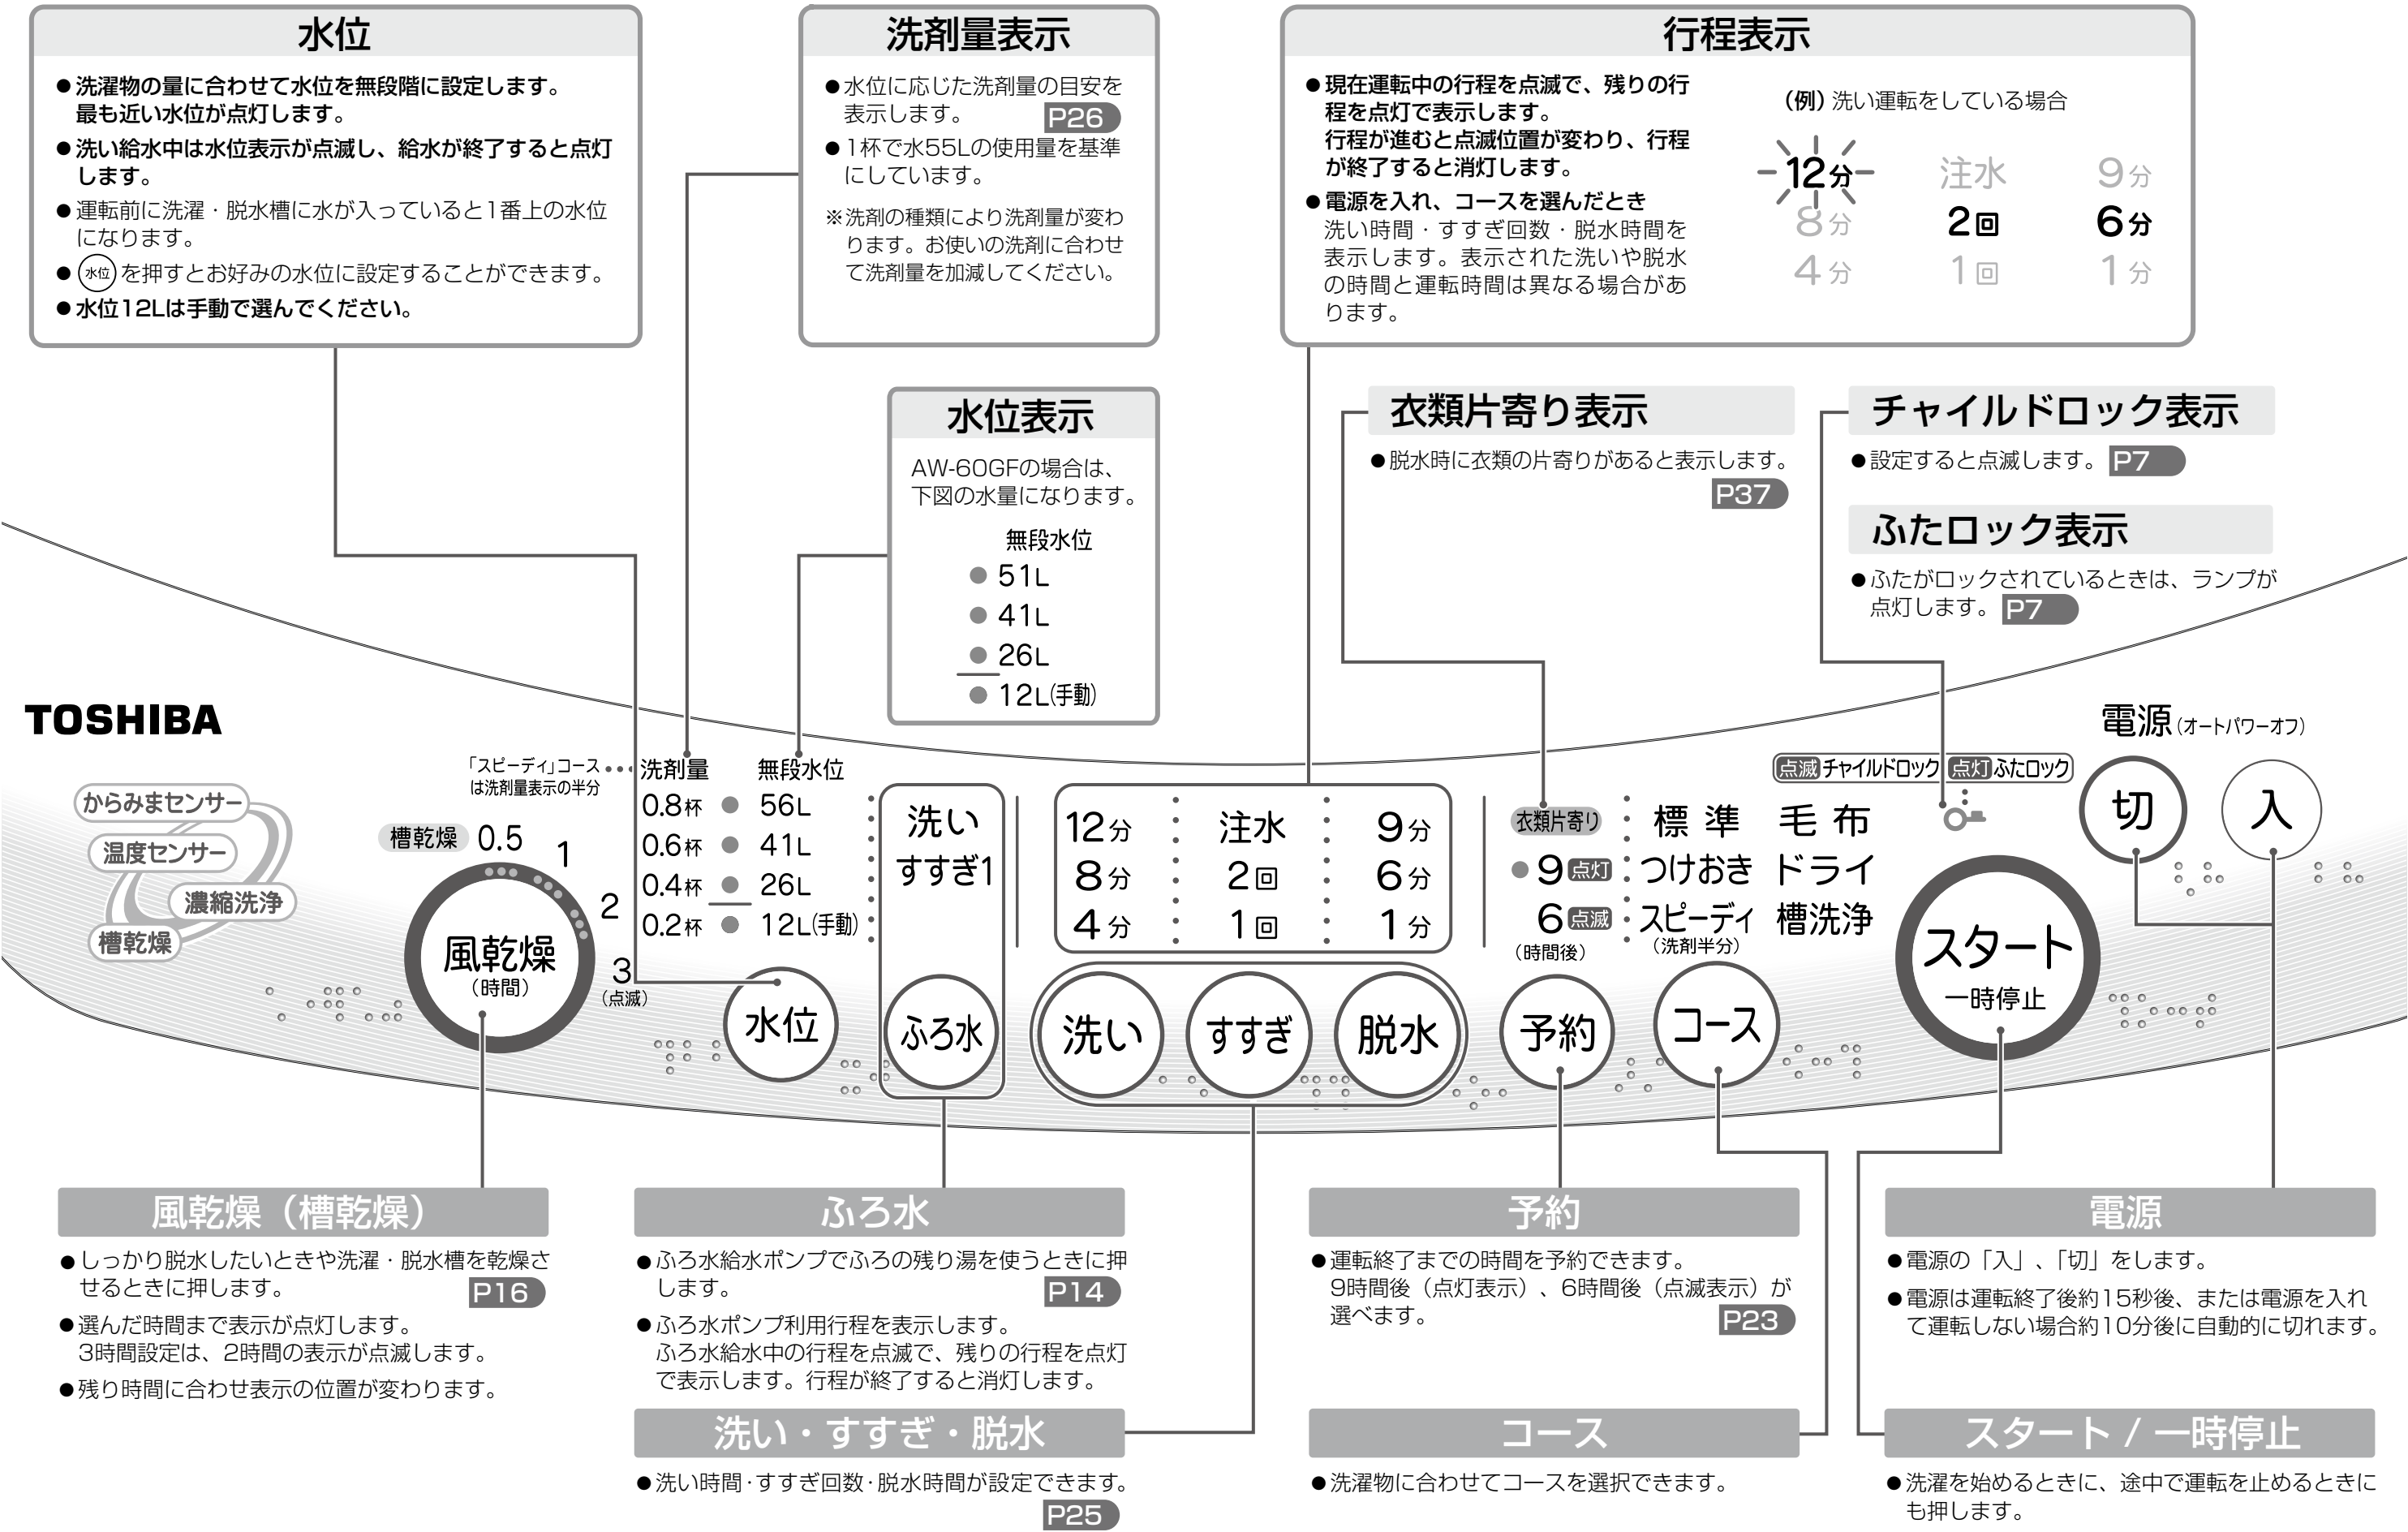 水位
●洗濯物の量に合わせて水位を無段階に設定します。
最も近い水位が点灯します。
●洗い給水中は水位表示が点滅し、給水が終了すると点灯
します。
●運転前に洗濯・脱水槽に水が入っていると1番上の水位
になります。
●水位を押すとお好みの水位に設定することができます。
●水位12Lは手動で選んでください。
洗剤量表示
●水位に応じた洗剤量の目安を
表示します。 P26
●1杯で水55Lの使用量を基準
にしています。
※洗剤の種類により洗剤量が変わ
ります。お使いの洗剤に合わせ
て洗剤量を加減してください。
行程表示
●現在運転中の行程を点滅で、残りの行
程を点灯で表示します。
行程が進むと点滅位置が変わり、行程
が終了すると消灯します。
●電源を入れ、コースを選んだとき
洗い時間・すすぎ回数・脱水時間を
表示します。表示された洗いや脱水
の時間と運転時間は異なる場合があ
ります。
（例）洗い運転をしている場合
12分 注水 9分
8分 2回 6分
4分 1回 1分
水位表示
AW-60GFの場合は、
下図の水量になります。
無段水位
51L
41L
26L
12L(手動)
衣類片寄り表示
●脱水時に衣類の片寄りがあると表示します。
P37
チャイルドロック表示
●設定すると点滅します。 P7
ふたロック表示
●ふたがロックされているときは、ランプが
点灯します。 P7
TOSHIBA
からみまセンサー
温度センサー
濃縮洗浄
槽乾燥
槽乾燥 0.5
1
2
3
(点滅)
風乾燥
(時間)
「スピーディ」コース
は洗剤量表示の半分
洗剤量 無段水位
0.8杯 56L
0.6杯 41L
0.4杯 26L
0.2杯 12L(手動)
水位
洗い
すすぎ1
ふろ水
12分 注水 9分
8分 2回 6分
4分 1回 1分
洗い すすぎ 脱水
衣類片寄り
9点灯
6点滅
(時間後)
予約
標準 毛布
つけおき ドライ
スピーディ 槽洗浄
(洗剤半分)
コース
点滅チャイルドロック 点灯ふたロック
スタート
一時停止
電源(オートパワーオフ)
切 入
風乾燥（槽乾燥）
●しっかり脱水したいときや洗濯・脱水槽を乾燥さ
せるときに押します。 P16
●選んだ時間まで表示が点灯します。
3時間設定は、2時間の表示が点滅します。
●残り時間に合わせ表示の位置が変わります。
ふろ水
●ふろ水給水ポンプでふろの残り湯を使うときに押
します。 P14
●ふろ水ポンプ利用行程を表示します。
ふろ水給水中の行程を点滅で、残りの行程を点灯
で表示します。行程が終了すると消灯します。
洗い・すすぎ・脱水
●洗い時間・すすぎ回数・脱水時間が設定できます。
P25
予約
●運転終了までの時間を予約できます。
9時間後（点灯表示）、6時間後（点滅表示）が
選べます。 P23
コース
●洗濯物に合わせてコースを選択できます。
電源
●電源の「入」、「切」をします。
●電源は運転終了後約15秒後、または電源を入れ
て運転しない場合約10分後に自動的に切れます。
スタート / 一時停止
●洗濯を始めるときに、途中で運転を止めるときに
も押します。